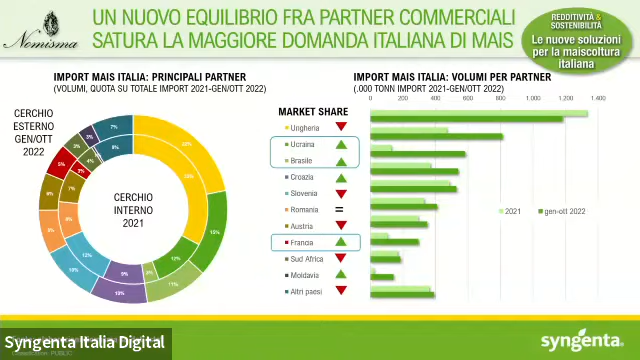 Nomisma
UN NUOVO EQUILIBRIO FRA PARTNER COMMERCIALI
SATURA LA MAGGIORE DOMANDA ITALIANA DI MAIS
REDDITIVITÀ &
SOSTENIBILITÀ
Le nuove soluzioni
per la maiscoltura
italiana
IMPORT MAIS ITALIA: PRINCIPALI PARTNER
(VOLUMI, QUOTA SU TOTALE IMPORT 2021-GEN/OTT 2022)
CERCHIO
ESTERNO
GEN/OTT
2022
CERCHIO
INTERNO
2021
MARKET SHARE
Ungheria
Ucraina
Brasile
Croazia
Slovenia
Romania =
Austria
Francia
Sud Africa
Moldavia
Altri paesi
IMPORT MAIS ITALIA: VOLUMI PER PARTNER
(.000 TONN IMPORT 2021-GEN/OTT 2022)
0 200 400 600 800 1.000 1.200 1.400
2021 gen-ott 2022
Syngenta Italia Digital
syngenta